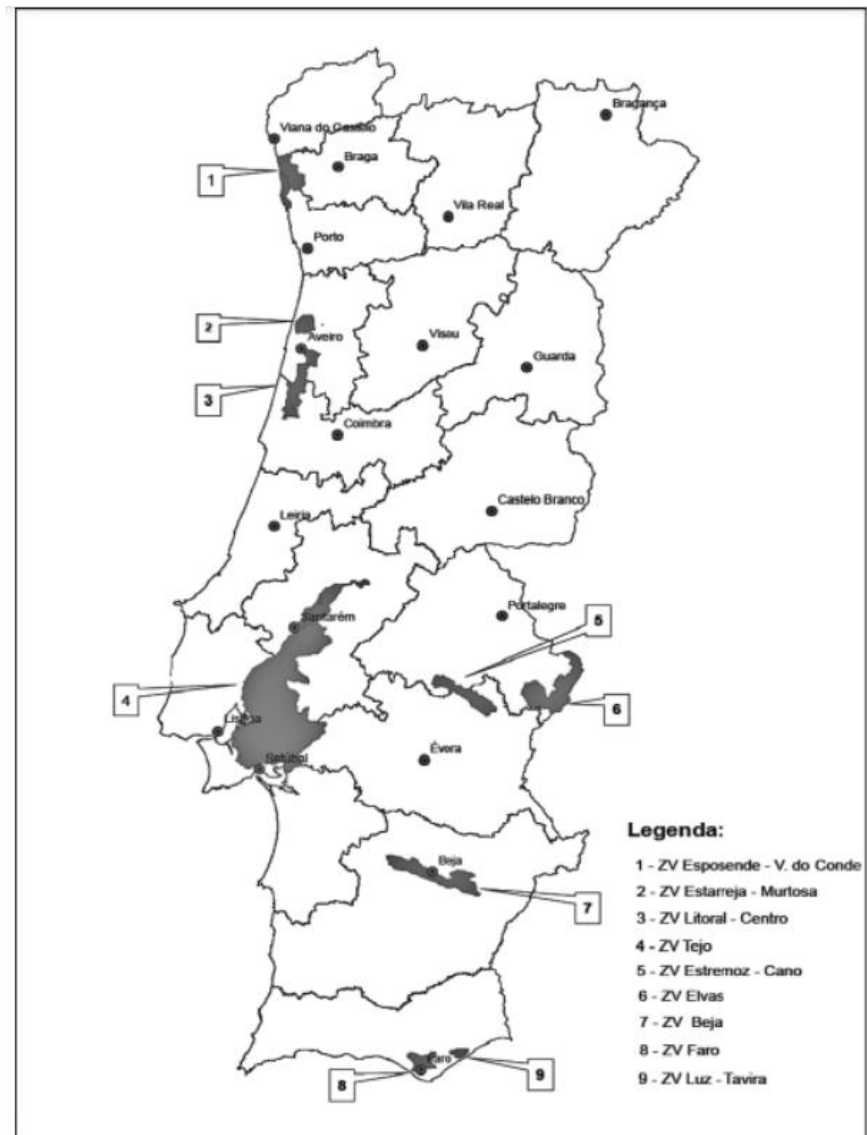 Bragança
Viana do Castelo
Braga
1
Vila Real
Porto
2
Aveiro
Viseu
Guarda
3
Coimbra
Castelo Branco
Leiria
Portalegre
Santarém
5
4
6
Lisboa
Évora
Setúbal
Legenda:
1 - ZV Esposende - V. do Conde
Beja
2 - ZV Estarreja - Murtosa
7
3 - ZV Litoral - Centro
4 - ZV Tejo
5 - ZV Estremoz - Cano
6 - ZV Elvas
7 - ZV Beja
Faro
8 - ZV Faro
9
8
9 - ZV Luz - Tavira